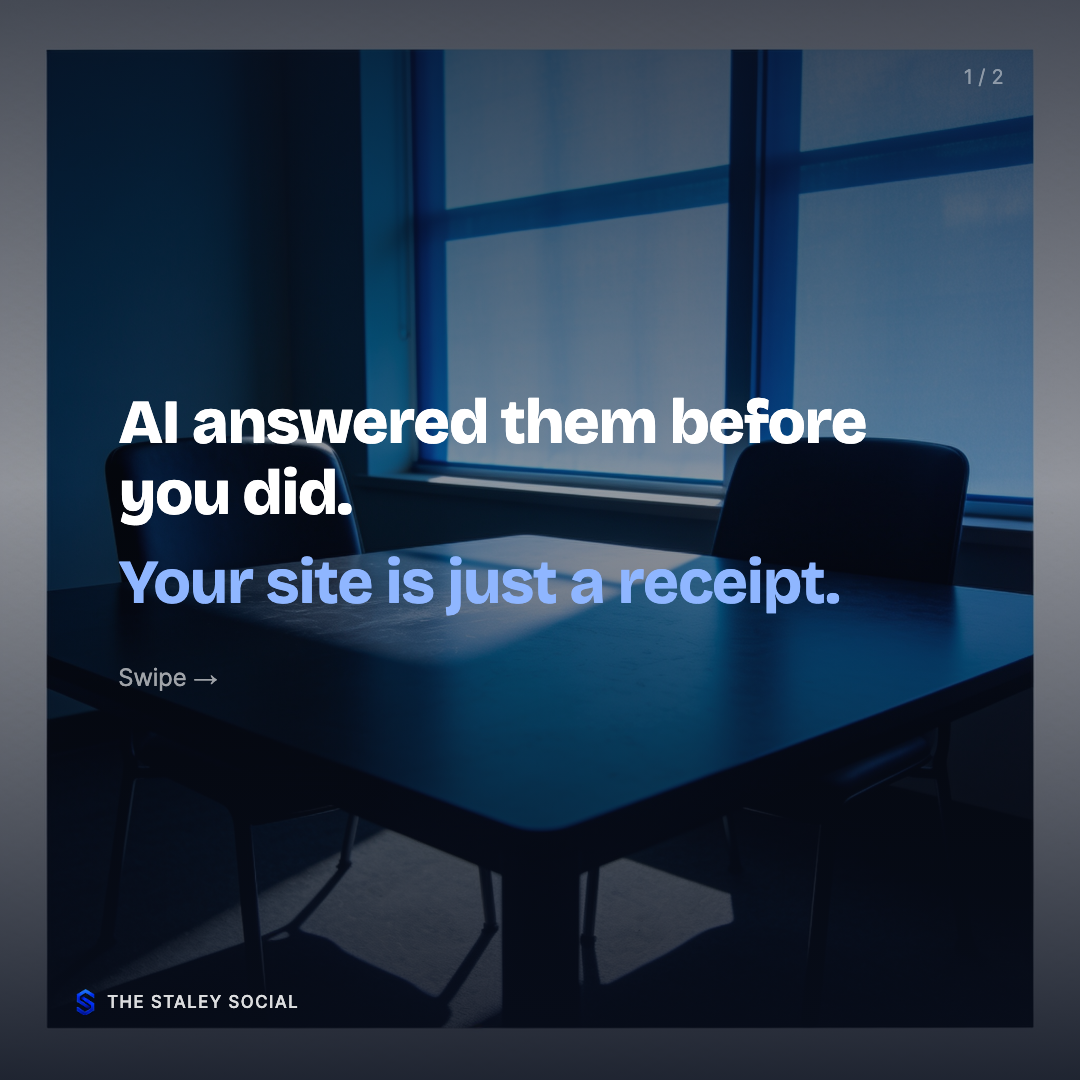 1 / 2
AI answered them before
you did.
Your site is just a receipt.
Swipe →
THE STALEY SOCIAL